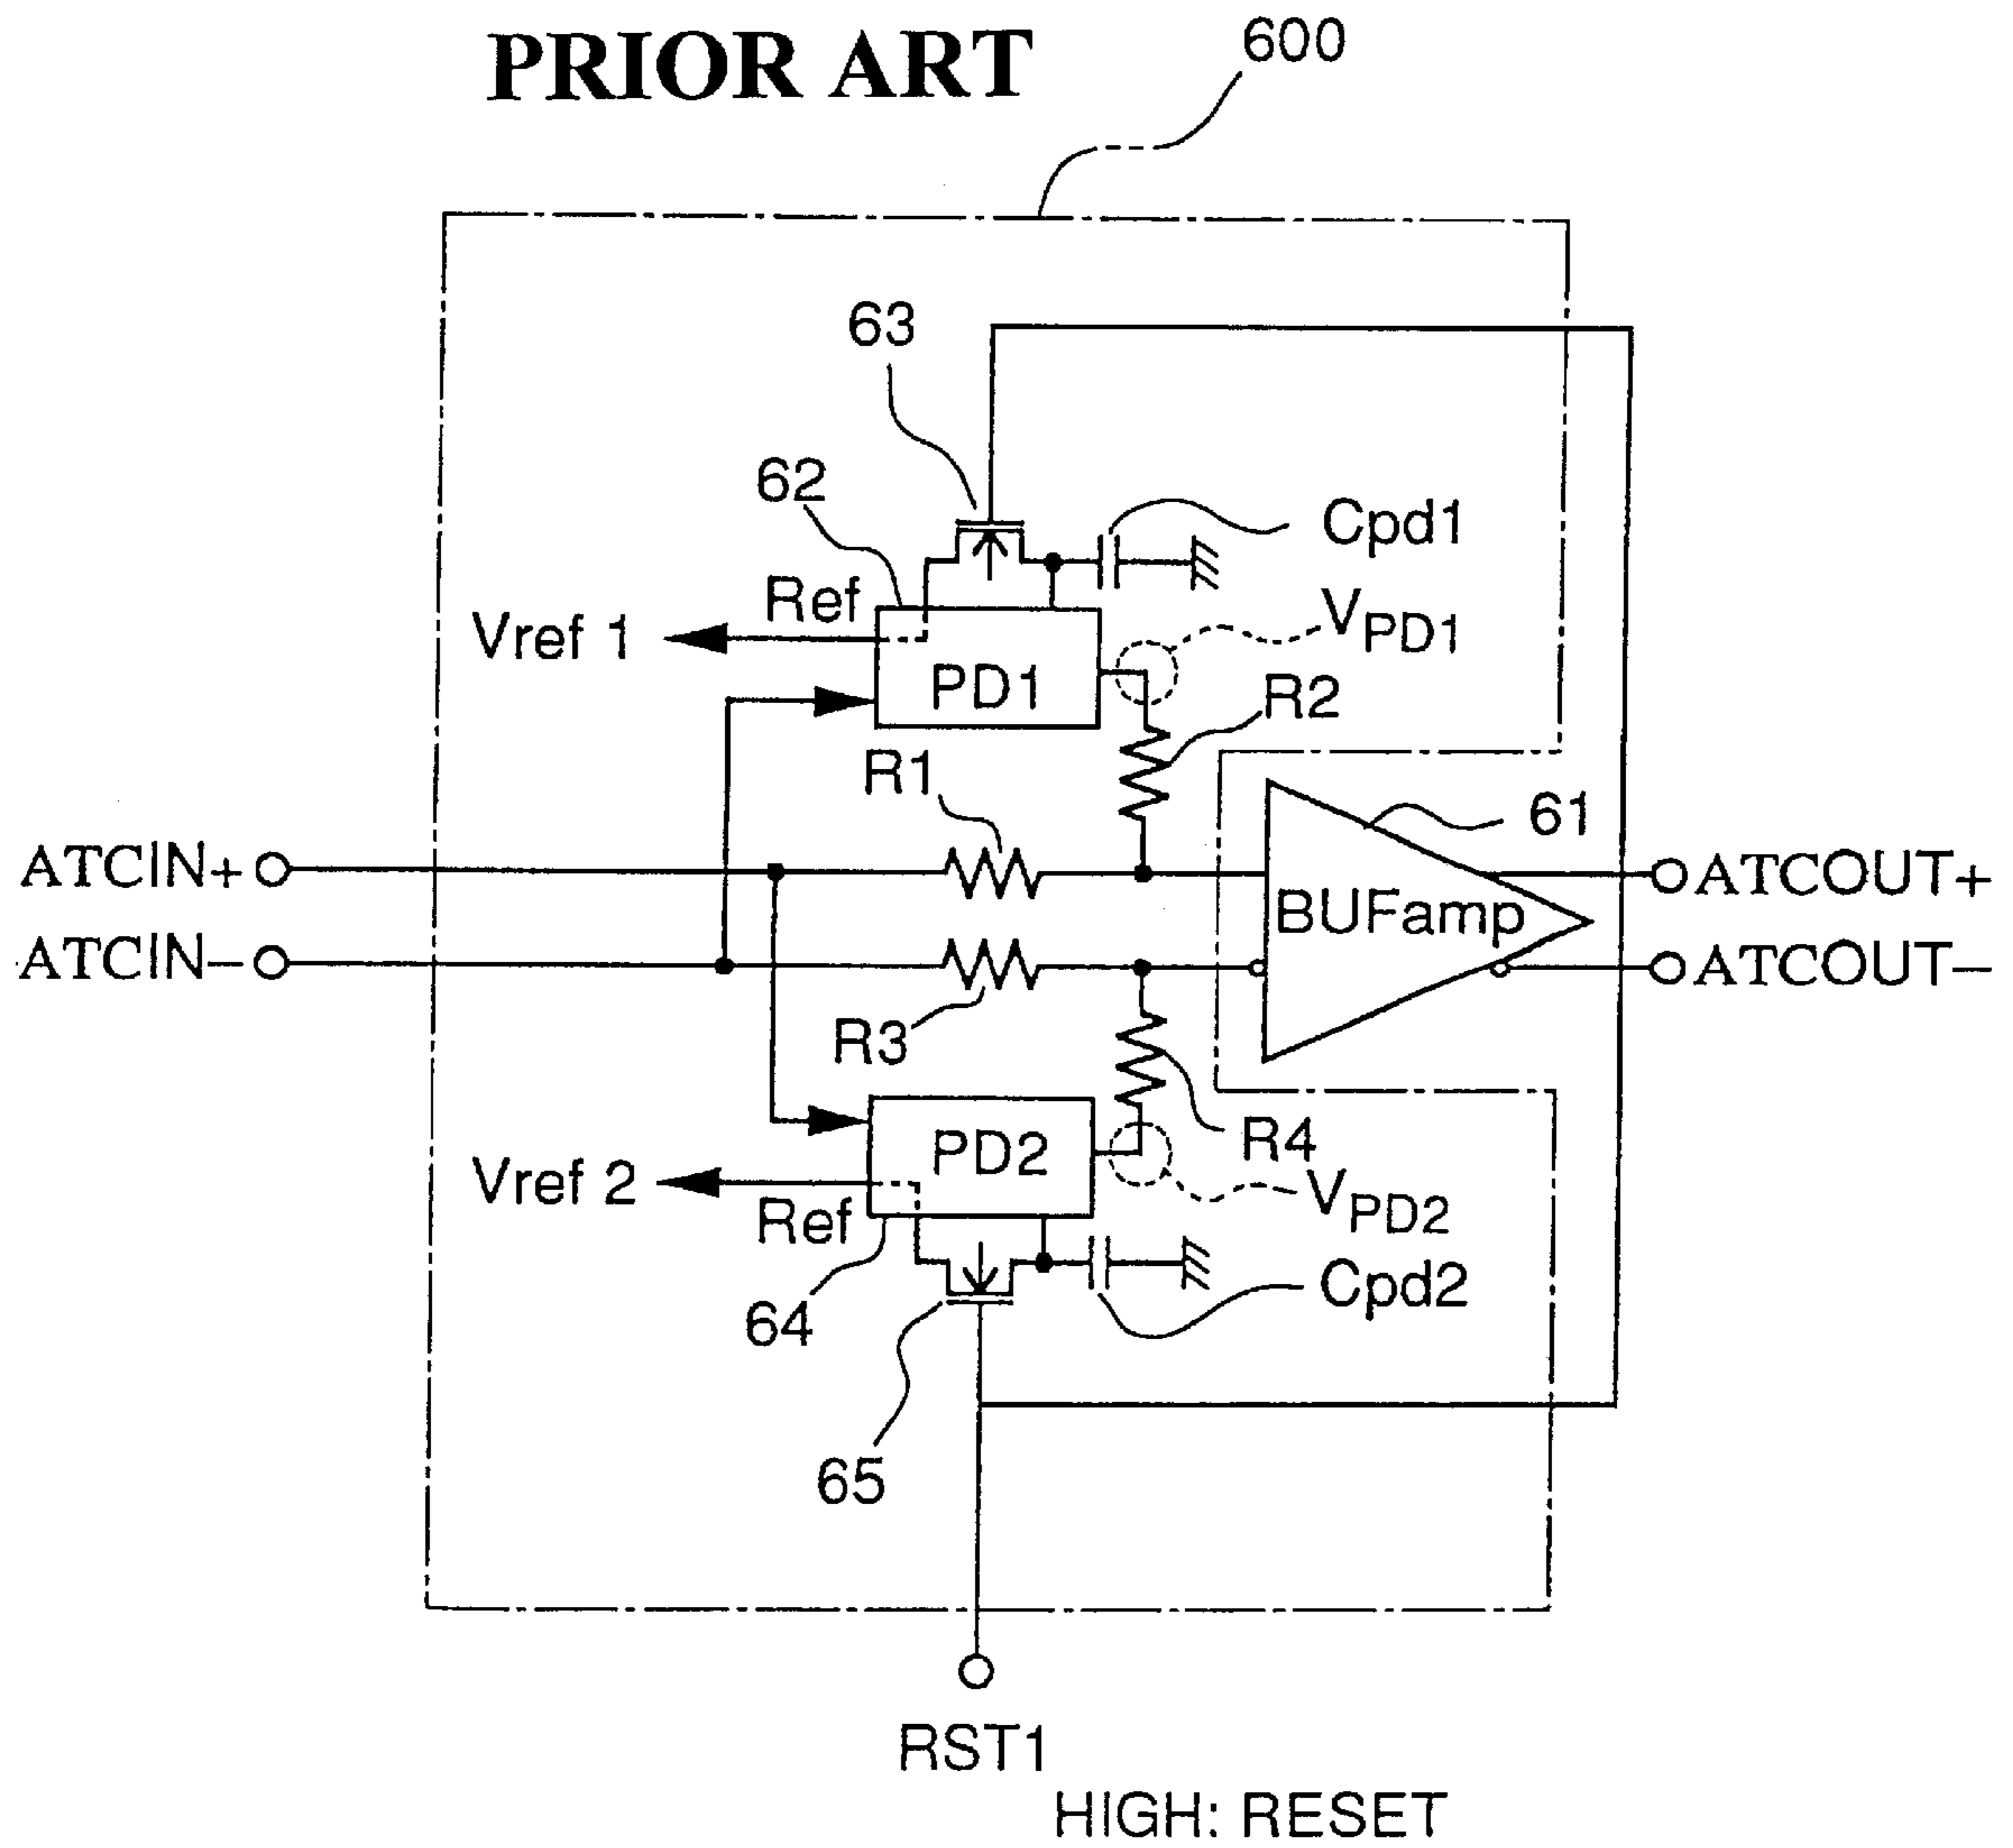 PRIOR ART
600
63
62
Cpd1
Ref
VPD1
Vref 1
PD1
R2
R1
61
ATCIN+
ATCOUT+
BUFamp
ATCIN−
ATCOUT−
R3
PD2
R4
Vref 2
Ref
VPD2
Cpd2
64
65
RST1
HIGH: RESET